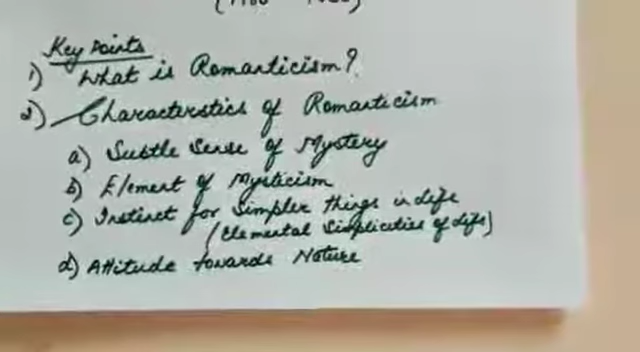 Key Points
1) What is Romanticism?
2) Characterstics of Romanticism
a) Subtle Sense of Mystery
b) Element of Mysticism
c) Instinct for Simpler things in life
(Elemental Simplicities of life)
d) Attitude towards Nature